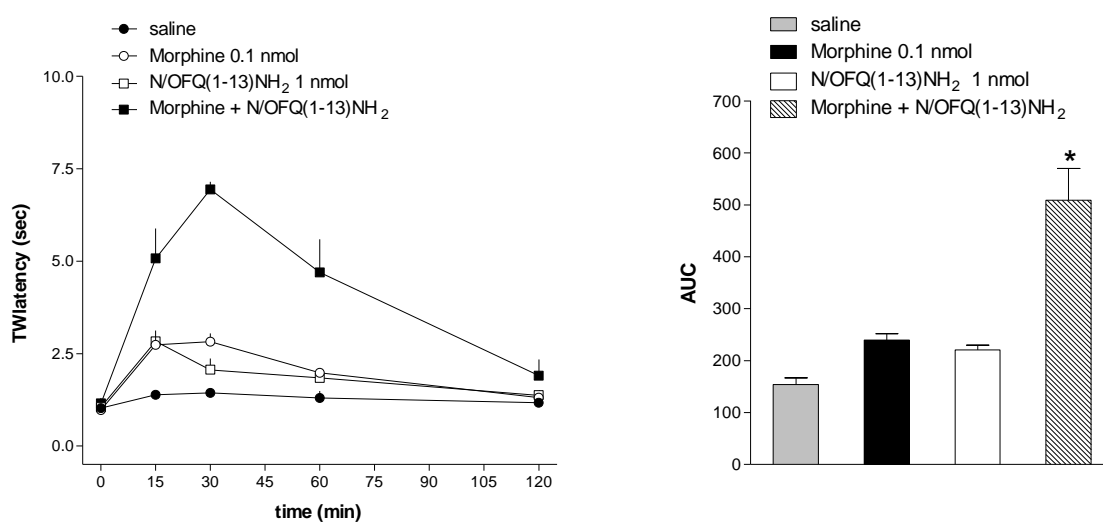 saline
Morphine 0.1 nmol
N/OFQ(1-13)NH2 1 nmol
Morphine + N/OFQ(1-13)NH2
10.0
7.5
5.0
2.5
0.0
TWlatency (sec)
0 15 30 45 60 75 90 105 120
time (min)
saline
Morphine 0.1 nmol
N/OFQ(1-13)NH2 1 nmol
Morphine + N/OFQ(1-13)NH2
700
600
500
400
300
200
100
0
AUC
*